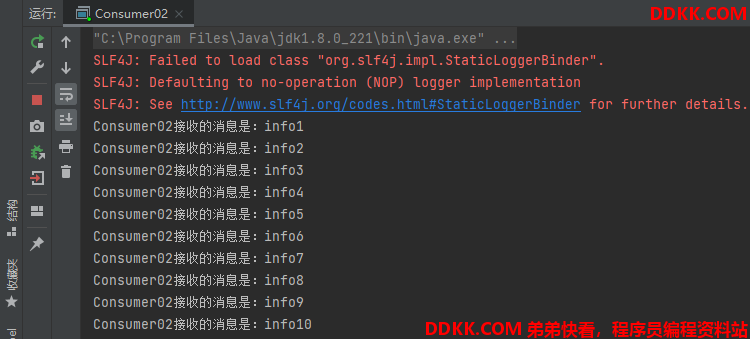 运行: Consumer02
DDKK.COM
"C:\Program Files\Java\jdk1.8.0_221\bin\java.exe" ...
SLF4J: Failed to load class "org.slf4j.impl.StaticLoggerBinder".
SLF4J: Defaulting to no-operation (NOP) logger implementation
SLF4J: See http://www.slf4j.org/codes.html#StaticLoggerBinder for further details.
Consumer02接收的消息是：info1
Consumer02接收的消息是：info2
Consumer02接收的消息是：info3
Consumer02接收的消息是：info4
Consumer02接收的消息是：info5
Consumer02接收的消息是：info6
Consumer02接收的消息是：info7
Consumer02接收的消息是：info8
Consumer02接收的消息是：info9
Consumer02接收的消息是：info10
结构
收藏夹
DDKK.COM 弟弟快看，程序员编程资料站